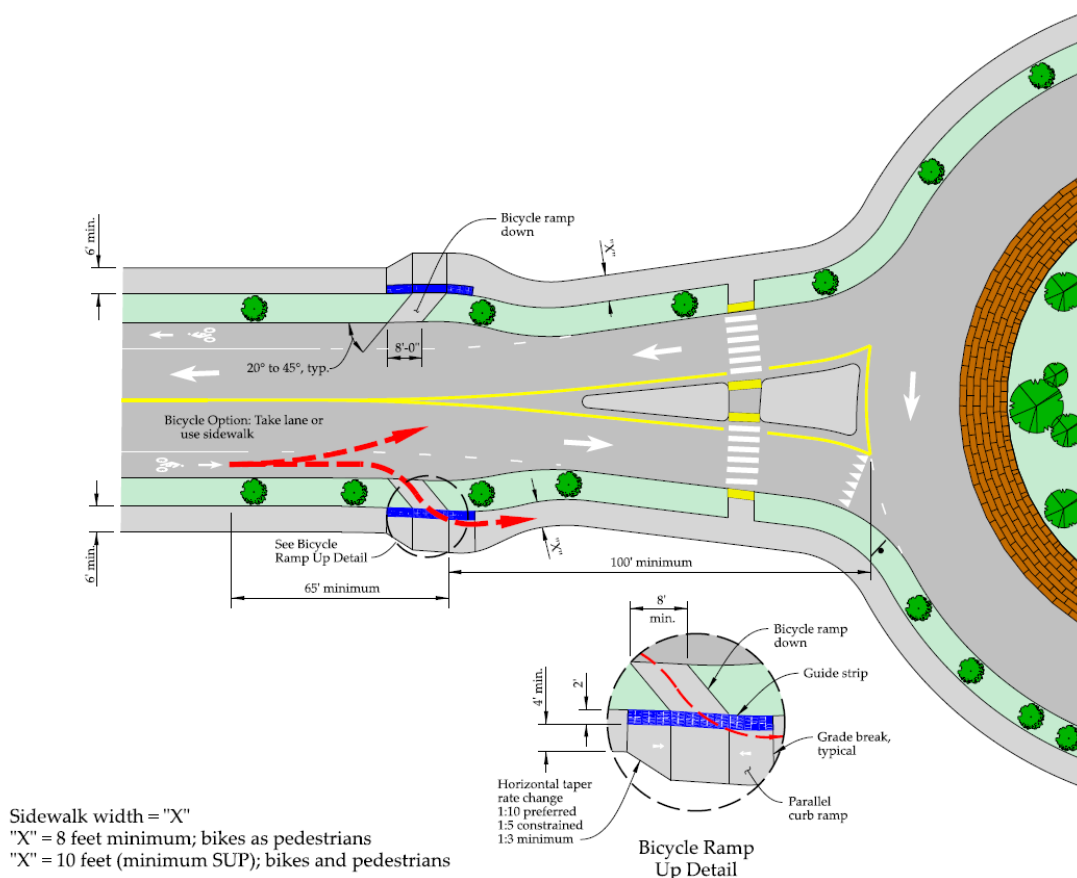 Bicycle ramp
down
6' min.
"X"
8'-0"
20° to 45°, typ.
Bicycle Option: Take lane or
use sidewalk
See Bicycle
Ramp Up Detail
"X"
6' min.
100' minimum
65' minimum
8'
min.
Bicycle ramp
down
Guide strip
2'
4' min.
Grade break,
typical
Horizontal taper
rate change
1:10 preferred
1:5 constrained
1:3 minimum
Parallel
curb ramp
Bicycle Ramp
Up Detail
Sidewalk width = "X"
"X" = 8 feet minimum; bikes as pedestrians
"X" = 10 feet (minimum SUP); bikes and pedestrians